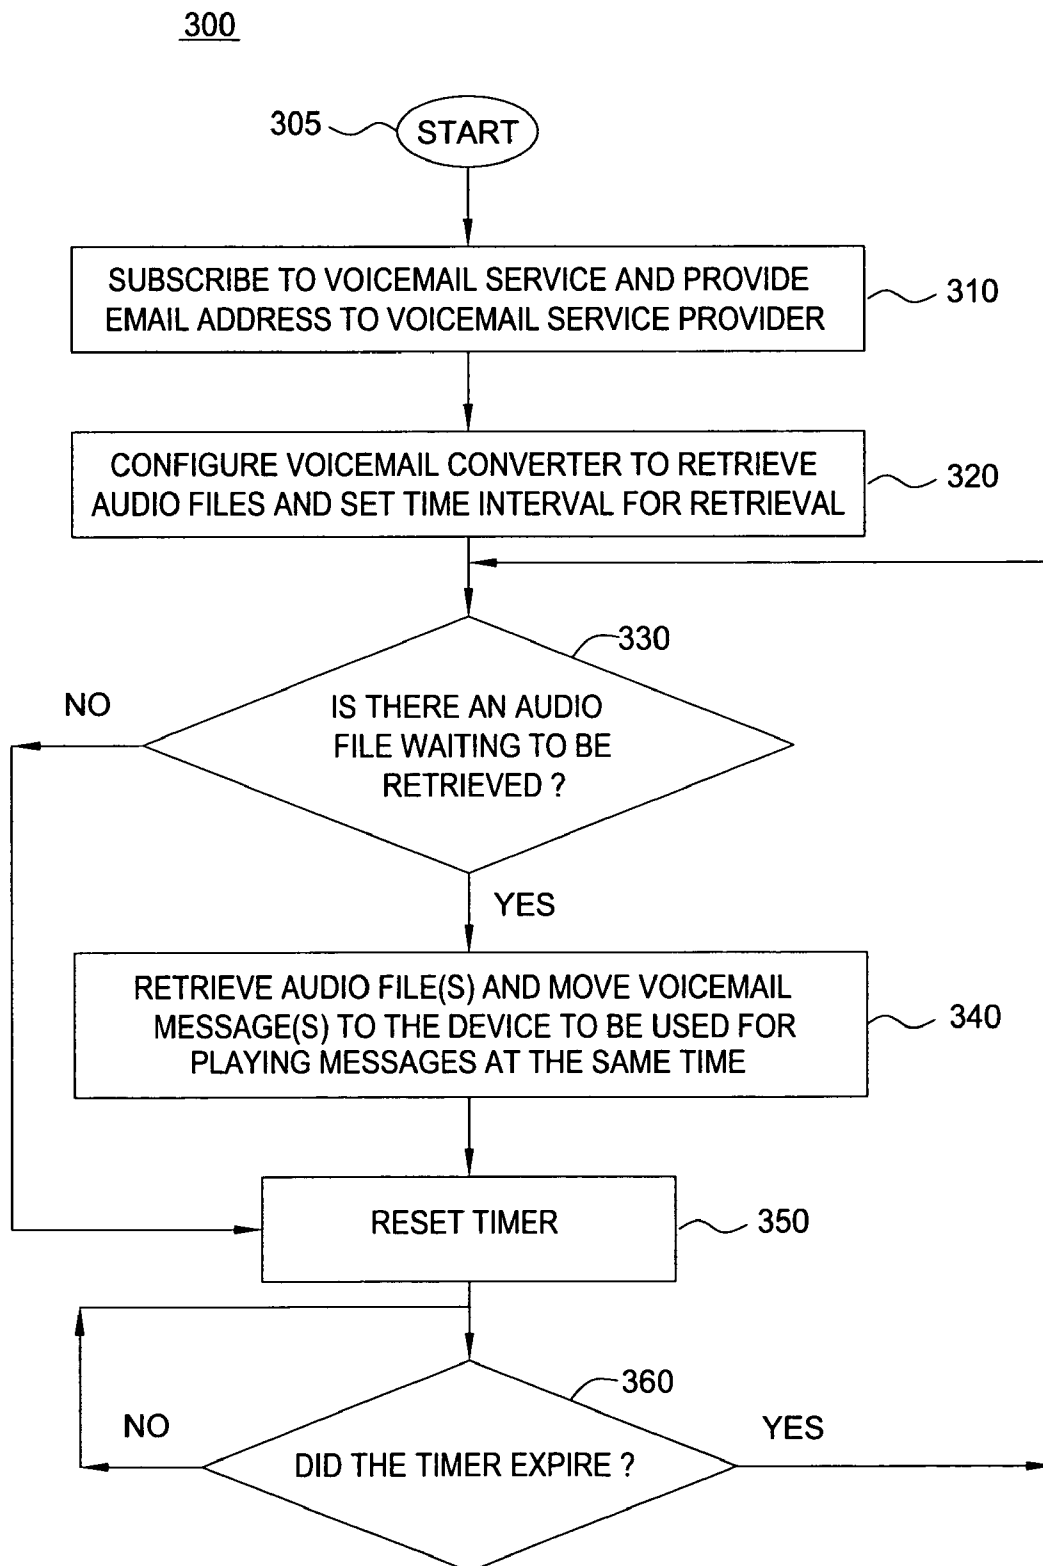 300
305
START
SUBSCRIBE TO VOICEMAIL SERVICE AND PROVIDE
EMAIL ADDRESS TO VOICEMAIL SERVICE PROVIDER
310
CONFIGURE VOICEMAIL CONVERTER TO RETRIEVE
AUDIO FILES AND SET TIME INTERVAL FOR RETRIEVAL
320
330
NO
IS THERE AN AUDIO
FILE WAITING TO BE
RETRIEVED ?
YES
RETRIEVE AUDIO FILE(S) AND MOVE VOICEMAIL
MESSAGE(S) TO THE DEVICE TO BE USED FOR
PLAYING MESSAGES AT THE SAME TIME
340
RESET TIMER
350
360
NO
YES
DID THE TIMER EXPIRE ?